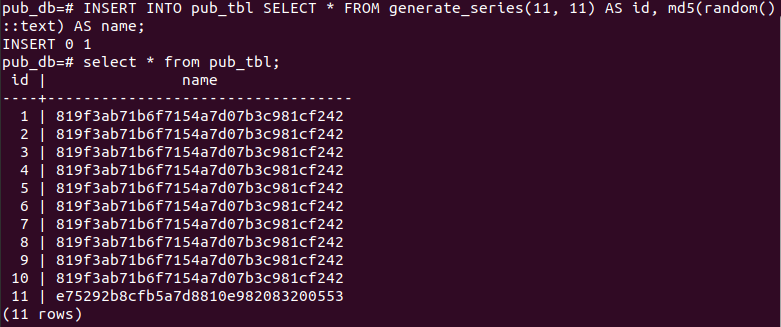 pub_db=# INSERT INTO pub_tbl SELECT * FROM generate_series(11, 11) AS id, md5(random()
::text) AS name;
INSERT 0 1
pub_db=# select * from pub_tbl;
 id |               name
----+----------------------------------
  1 | 819f3ab71b6f7154a7d07b3c981cf242
  2 | 819f3ab71b6f7154a7d07b3c981cf242
  3 | 819f3ab71b6f7154a7d07b3c981cf242
  4 | 819f3ab71b6f7154a7d07b3c981cf242
  5 | 819f3ab71b6f7154a7d07b3c981cf242
  6 | 819f3ab71b6f7154a7d07b3c981cf242
  7 | 819f3ab71b6f7154a7d07b3c981cf242
  8 | 819f3ab71b6f7154a7d07b3c981cf242
  9 | 819f3ab71b6f7154a7d07b3c981cf242
 10 | 819f3ab71b6f7154a7d07b3c981cf242
 11 | e75292b8cfb5a7d8810e982083200553
(11 rows)